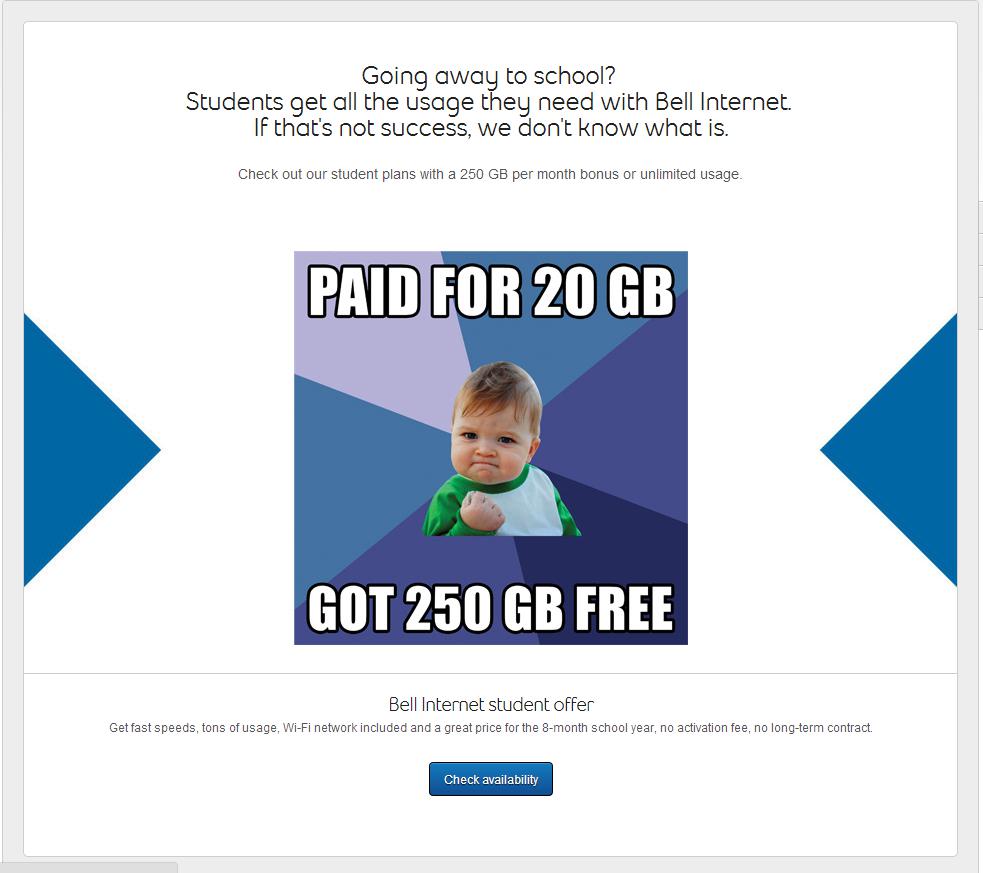 Going away to school?
Students get all the usage they need with Bell Internet.
If that's not success, we don't know what is.
Check out our student plans with a 250 GB per month bonus or unlimited usage.
PAID FOR 20 GB
GOT 250 GB FREE
Bell Internet student offer
Get fast speeds, tons of usage, Wi-Fi network included and a great price for the 8-month school year, no activation fee, no long-term contract.
Check availability